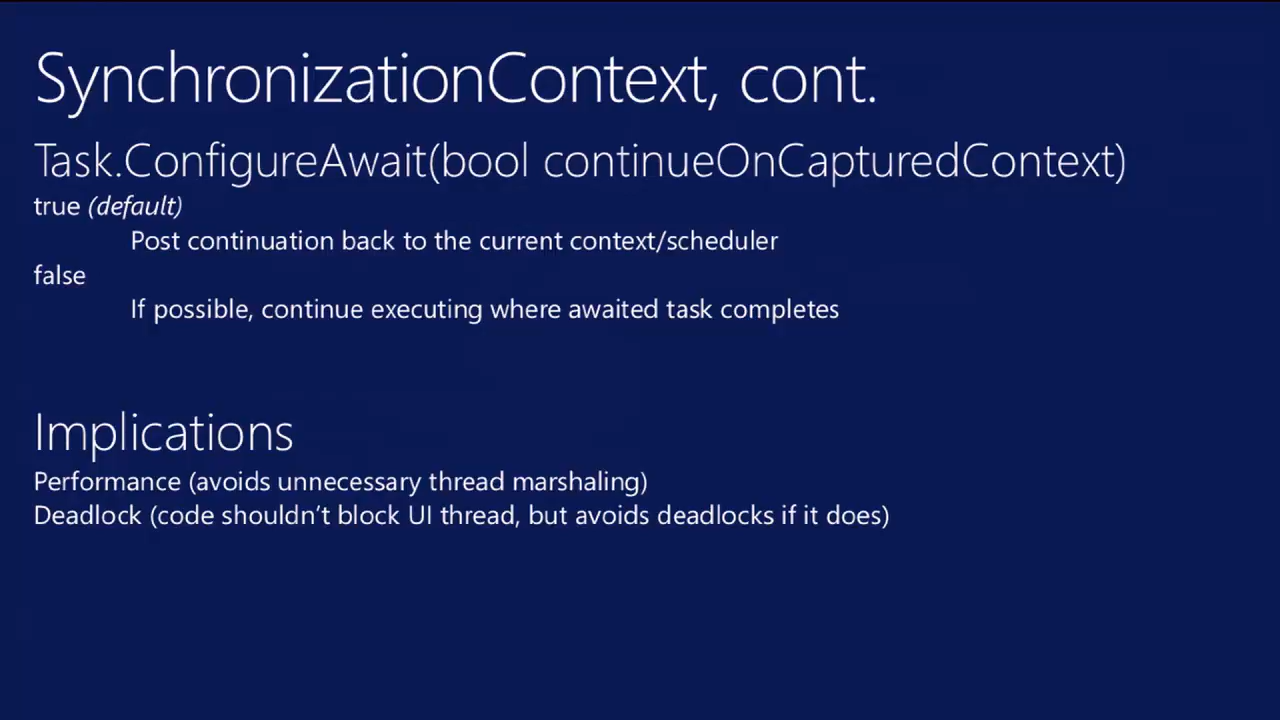 SynchronizationContext, cont.
Task.ConfigureAwait(bool continueOnCapturedContext)
true (default)
Post continuation back to the current context/scheduler
false
If possible, continue executing where awaited task completes
Implications
Performance (avoids unnecessary thread marshaling)
Deadlock (code shouldn’t block UI thread, but avoids deadlocks if it does)